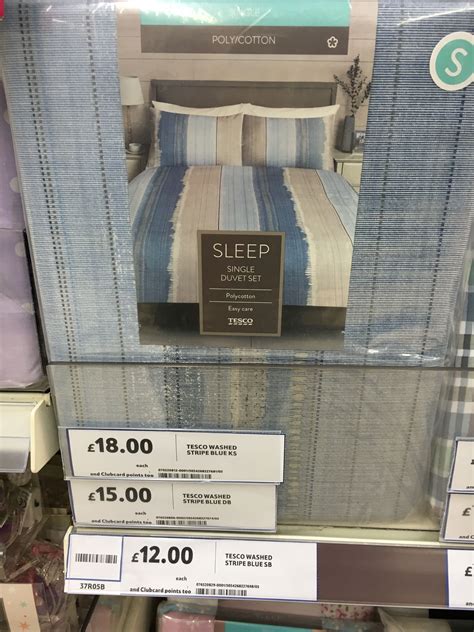 SINGLE
POLY/COTTON
S
SLEEP
SINGLE
DUVET SET
Polycotton
Easy care
TESCO
£18.00
each
and Clubcard points too
TESCO WASHED
STRIPE BLUE KS
£15.00
each
and Clubcard points too
TESCO WASHED
STRIPE BLUE DB
£12.00
each
and Clubcard points too
TESCO WASHED
STRIPE BLUE SB
37R05B